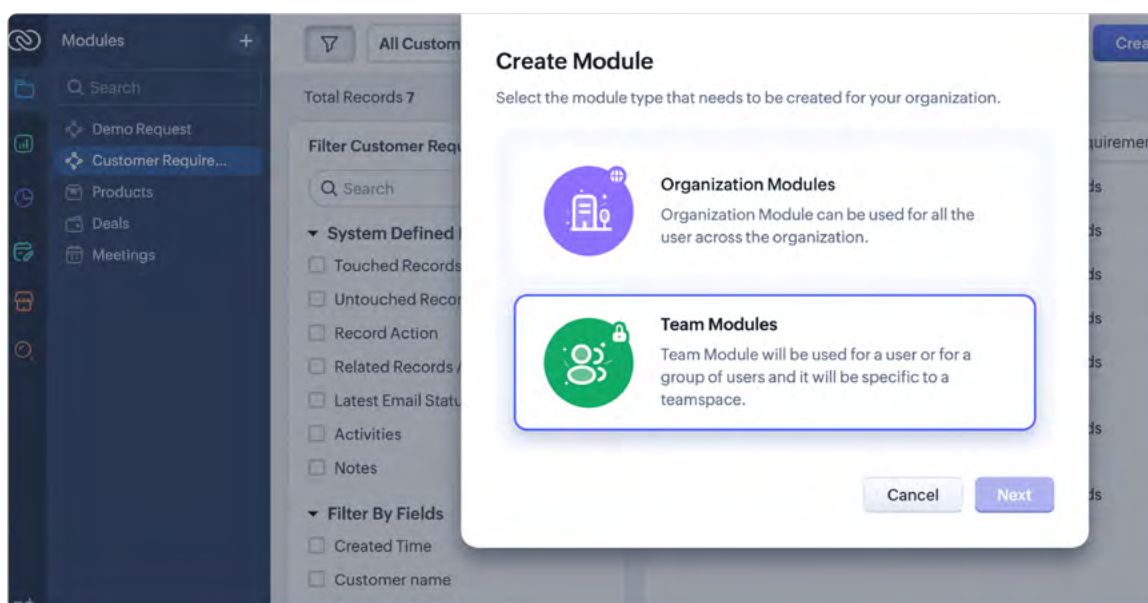 Modules
+
Search
Demo Request
Customer Require...
Products
Deals
Meetings
All Custom
Total Records 7
Filter Customer Requ
Search
System Defined
Touched Records
Untouched Recor
Record Action
Related Records
Latest Email Statu
Activities
Notes
Filter By Fields
Created Time
Customer name
Create Module
Select the module type that needs to be created for your organization.
Organization Modules
Organization Module can be used for all the
user across the organization.
Team Modules
Team Module will be used for a user or for a
group of users and it will be specific to a
teamspace.
Cancel
Next
Crea
quiremen
ds
ds
ds
ds
ds
ds
ds